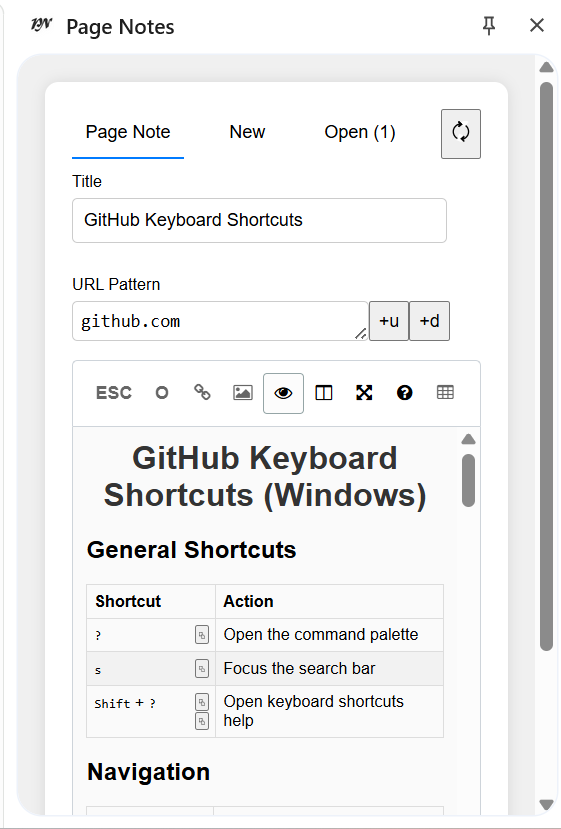 PN Page Notes
Page Note New Open (1)
Title
GitHub Keyboard Shortcuts
URL Pattern
github.com +u +d
ESC
GitHub Keyboard
Shortcuts (Windows)
General Shortcuts
Shortcut Action
? Open the command palette
s Focus the search bar
Shift + ? Open keyboard shortcuts
help
Navigation